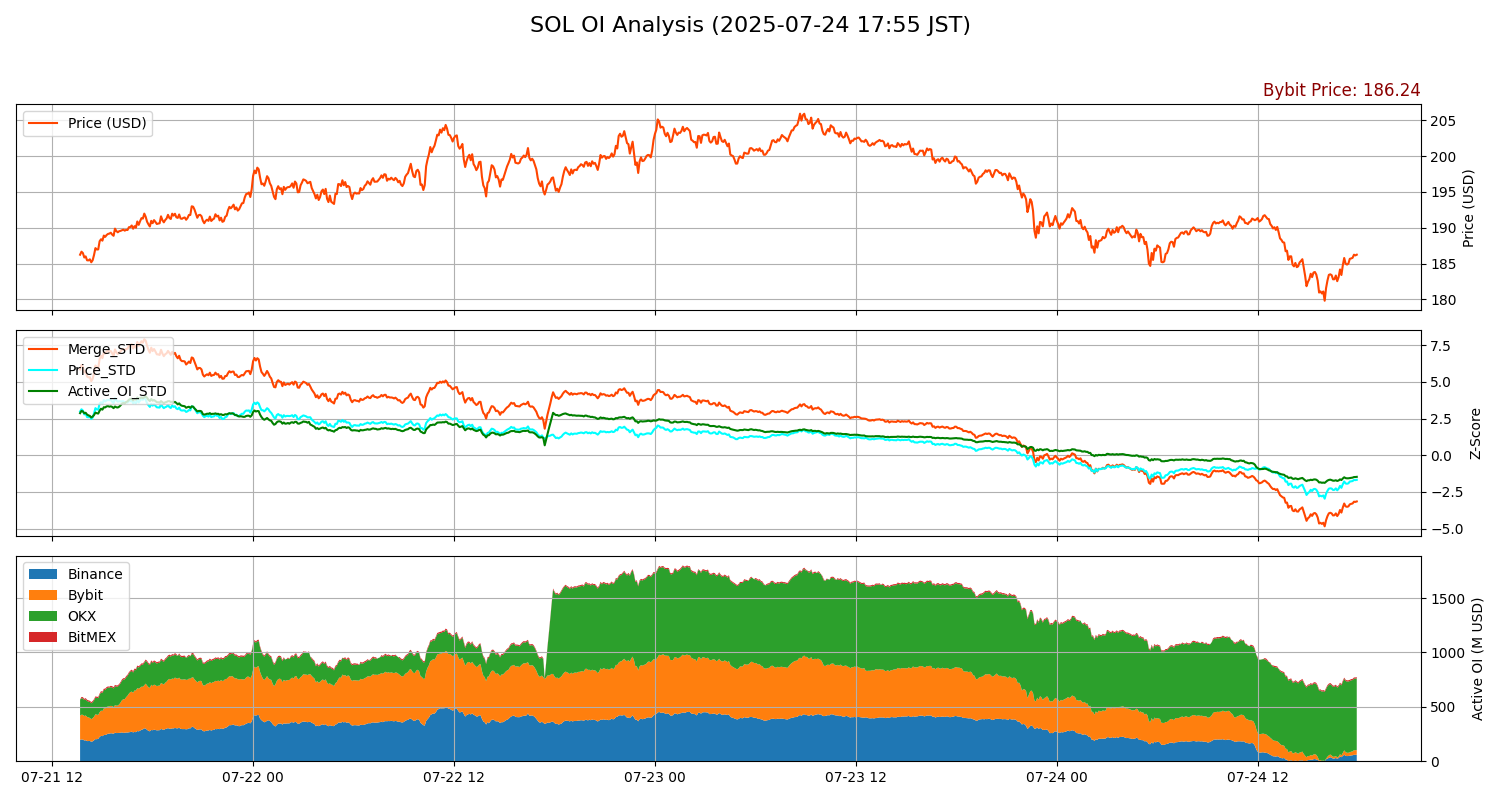 SOL OI Analysis (2025-07-24 17:55 JST)
Bybit Price: 186.24
Price (USD)
205
200
195
190
185
180
Price (USD)
Merge_STD
Price_STD
Active_OI_STD
7.5
5.0
2.5
0.0
−2.5
−5.0
Z-Score
Binance
Bybit
OKX
BitMEX
1500
1000
500
0
Active OI (M USD)
07-21 12
07-22 00
07-22 12
07-23 00
07-23 12
07-24 00
07-24 12